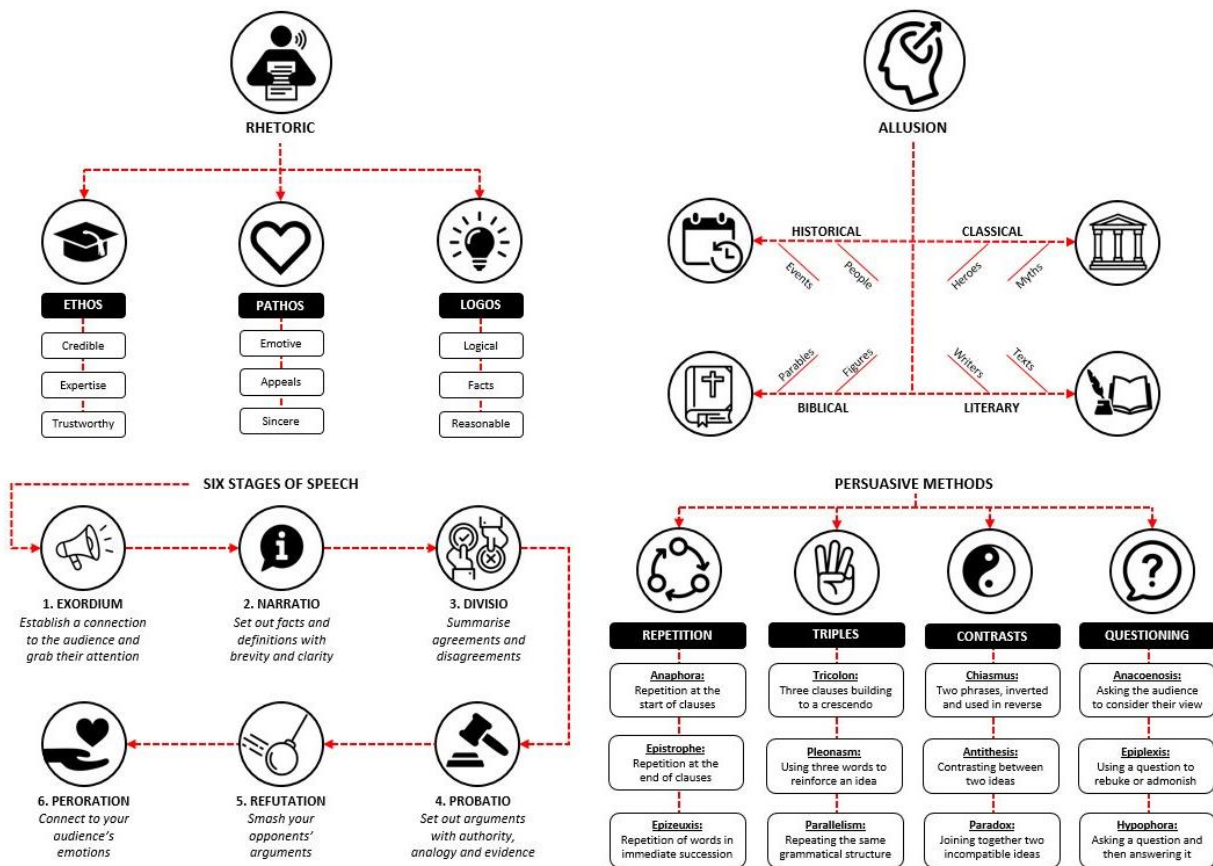 RHETORIC
ETHOS
Credible
Expertise
Trustworthy
PATHOS
Emotive
Appeals
Sincere
LOGOS
Logical
Facts
Reasonable
ALLUSION
HISTORICAL
Events
People
CLASSICAL
Heroes
Myths
Parables
Figures
BIBLICAL
Writers
Texts
LITERARY
SIX STAGES OF SPEECH
1. EXORDIUM
Establish a connection
to the audience and
grab their attention
2. NARRATIO
Set out facts and
definitions with
brevity and clarity
3. DIVISIO
Summarise
agreements and
disagreements
4. PROBATIO
Set out arguments
with authority,
analogy and evidence
5. REFUTATION
Smash your
opponents'
arguments
6. PERORATION
Connect to your
audience's
emotions
PERSUASIVE METHODS
REPETITION
Anaphora:
Repetition at the
start of clauses
Epistrophe:
Repetition at the
end of clauses
Epizeuxis:
Repetition of words in
immediate succession
TRIPLES
Tricolon:
Three clauses building
to a crescendo
Pleonasm:
Using three words to
reinforce an idea
Parallelism:
Repeating the same
grammatical structure
CONTRASTS
Chiasmus:
Two phrases, inverted
and used in reverse
Antithesis:
Contrasting between
two ideas
Paradox:
Joining together two
incompatible ideas
QUESTIONING
Anacoenosis:
Asking the audience
to consider their view
Epiplexis:
Using a question to
rebuke or admonish
Hypophora:
Asking a question and
then answering it